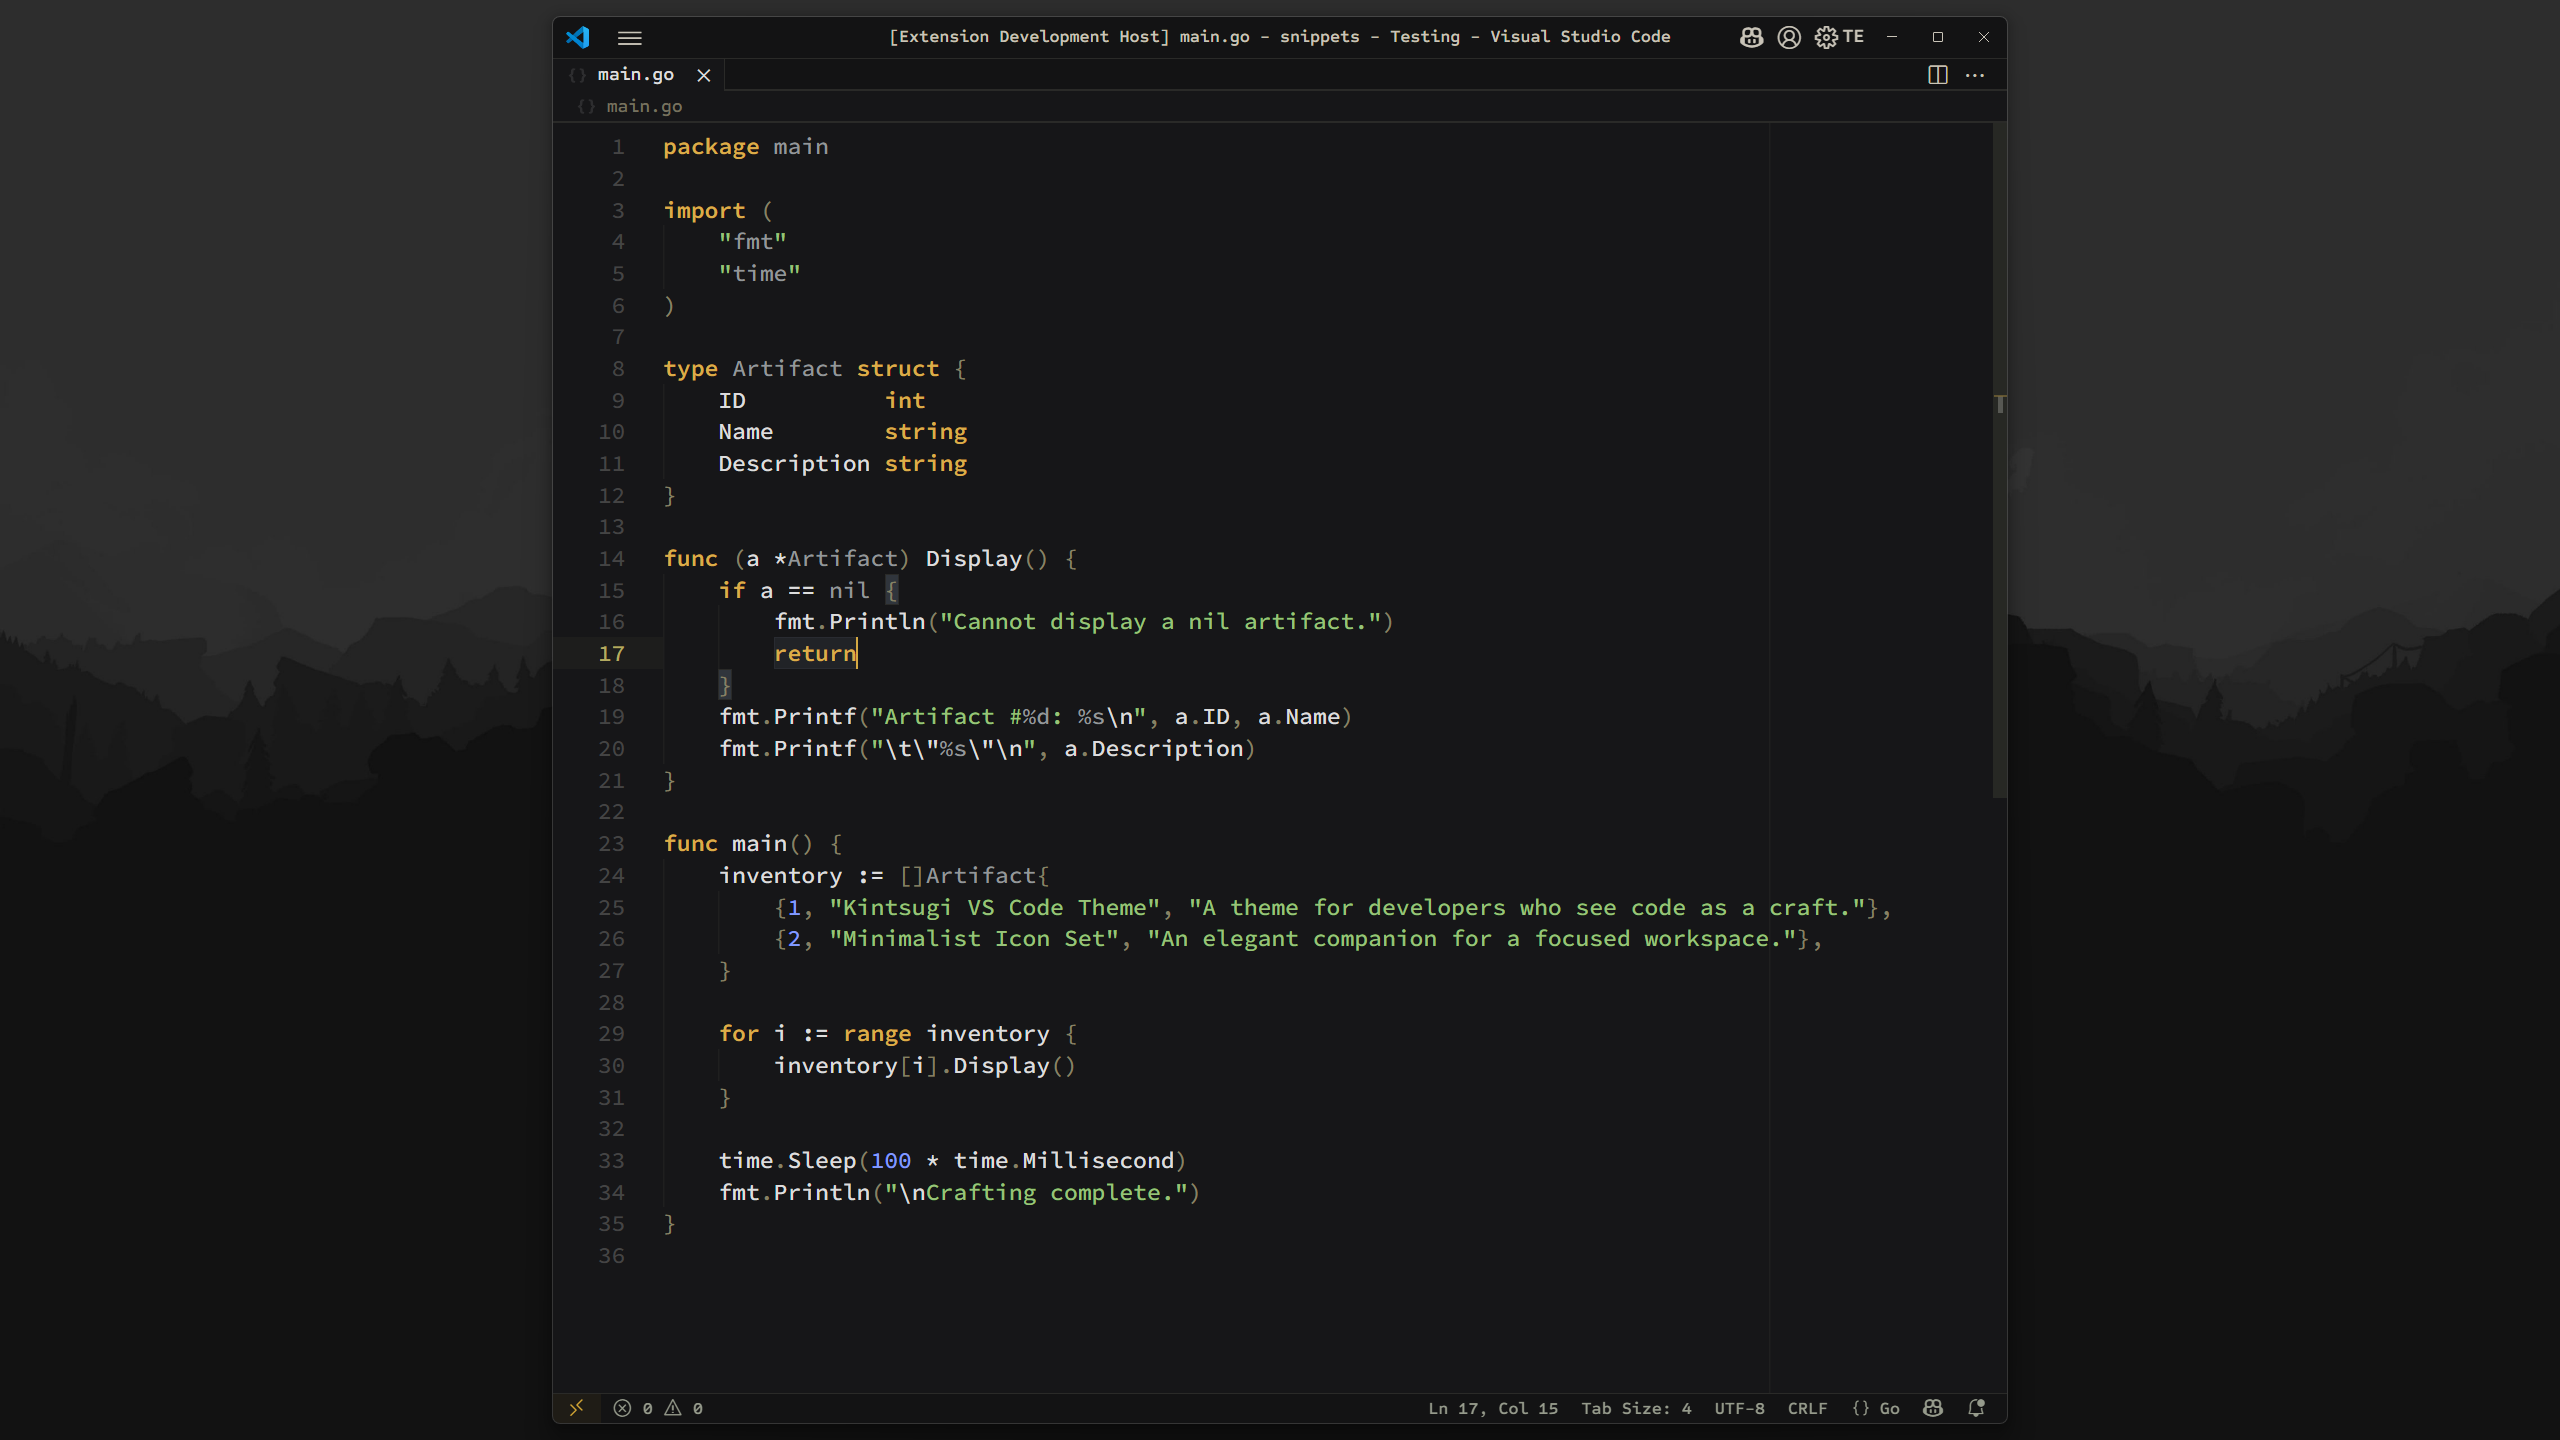 [Extension Development Host] main.go - snippets - Testing - Visual Studio Code
TE
{} main.go
{} main.go
1 package main
2
3 import (
4     "fmt"
5     "time"
6 )
7
8 type Artifact struct {
9     ID          int
10     Name        string
11     Description string
12 }
13
14 func (a *Artifact) Display() {
15     if a == nil {
16         fmt.Println("Cannot display a nil artifact.")
17         return
18     }
19     fmt.Printf("Artifact #%d: %s\n", a.ID, a.Name)
20     fmt.Printf("\t\"%s\"\n", a.Description)
21 }
22
23 func main() {
24     inventory := []Artifact{
25         {1, "Kintsugi VS Code Theme", "A theme for developers who see code as a craft."},
26         {2, "Minimalist Icon Set", "An elegant companion for a focused workspace."},
27     }
28
29     for i := range inventory {
30         inventory[i].Display()
31     }
32
33     time.Sleep(100 * time.Millisecond)
34     fmt.Println("\nCrafting complete.")
35 }
36
0 0 Ln 17, Col 15 Tab Size: 4 UTF-8 CRLF {} Go